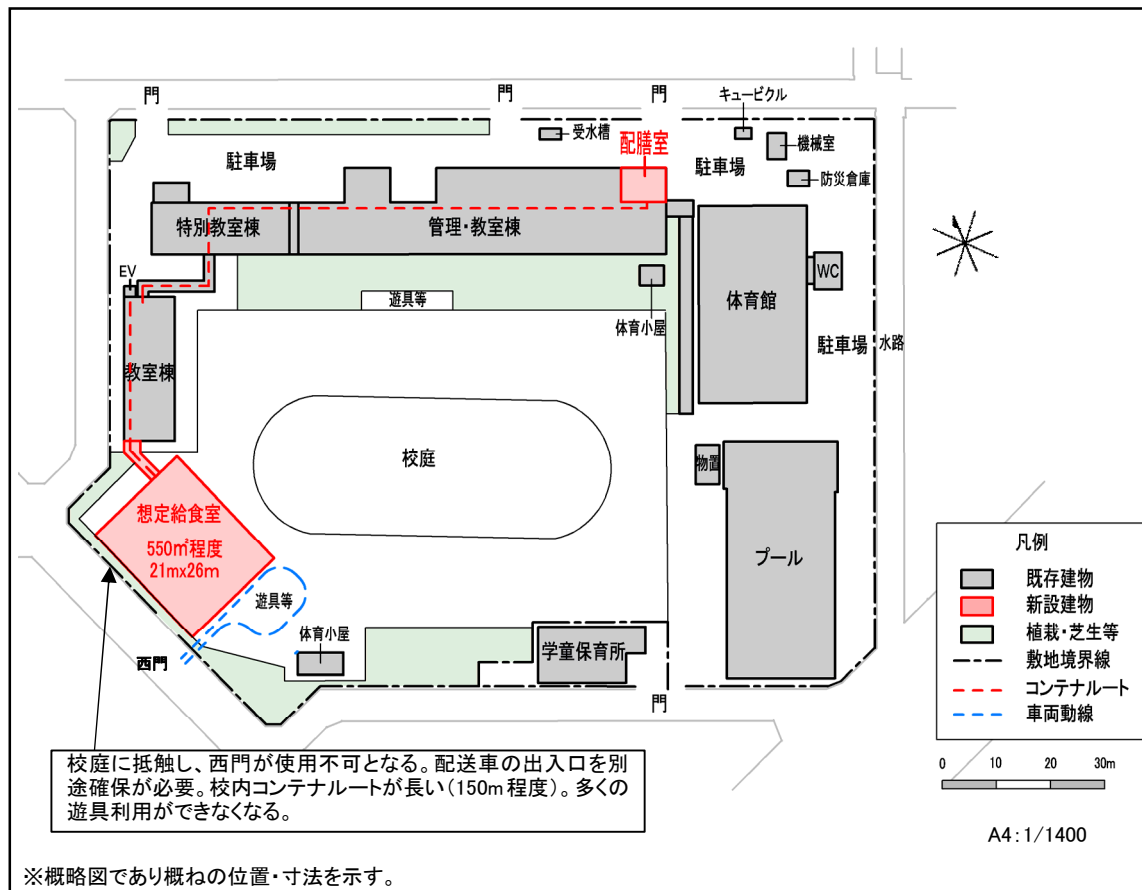 門
門
門
キュービクル
受水槽
配膳室
機械室
駐車場
駐車場
防災倉庫
特別教室棟
管理・教室棟
EV
WC
遊具等
体育館
体育小屋
駐車場
水路
教室棟
校庭
物置
想定給食室
550㎡程度
21mx26m
プール
遊具等
体育小屋
西門
学童保育所
門
凡例
既存建物
新設建物
植栽・芝生等
敷地境界線
コンテナルート
車両動線
0 10 20 30m
A4:1/1400
校庭に抵触し、西門が使用不可となる。配送車の出入口を別
途確保が必要。校内コンテナルートが長い(150m程度)。多くの
遊具利用ができなくなる。
※概略図であり概ねの位置・寸法を示す。